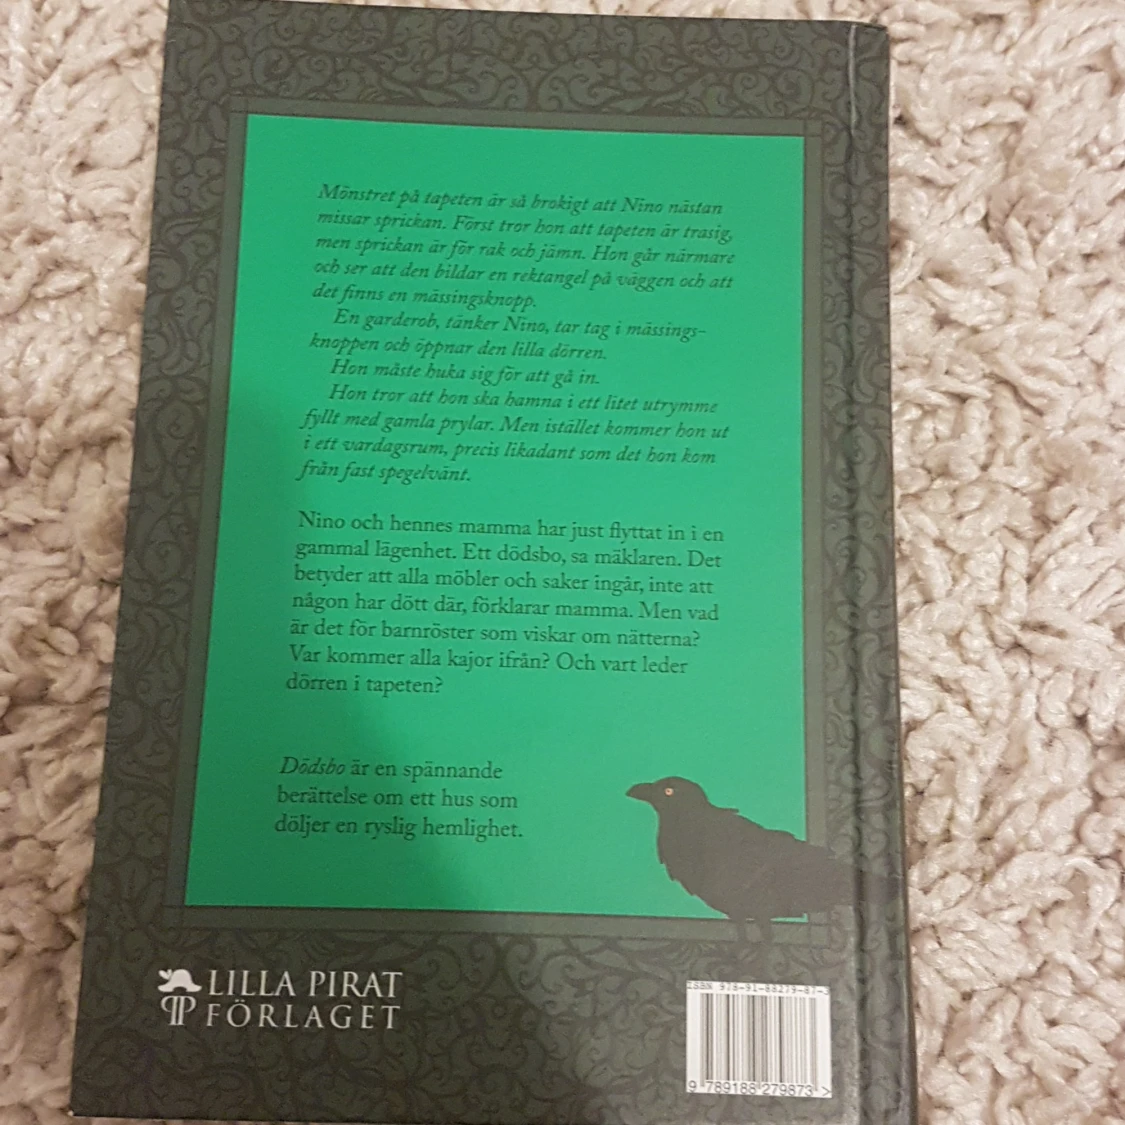 Mönstret på tapeten är så brokigt att Nino nästan
missar sprickan. Först tror hon att tapeten är trasig,
men sprickan är för rak och jämn. Hon går närmare
och ser att den bildar en rektangel på väggen och att
det finns en mässingsknopp.
En garderob, tänker Nino, tar tag i mässings-
knoppen och öppnar den lilla dörren.
Hon måste huka sig för att gå in.
Hon tror att hon ska hamna i ett litet utrymme
fyllt med gamla prylar. Men istället kommer hon ut
i ett vardagsrum, precis likadant som det hon kom
från fast spegelvänt.
Nino och hennes mamma har just flyttat in i en
gammal lägenhet. Ett dödsbo, sa mäklaren. Det
betyder att alla möbler och saker ingår, inte att
någon har dött där, förklarar mamma. Men vad
är det för barnröster som viskar om nätterna?
Var kommer alla kajor ifrån? Och vart leder
dörren i tapeten?
Dödsbo är en spännande
berättelse om ett hus som
döljer en ryslig hemlighet.
LILLA PIRAT
FÖRLAGET
ISBN 978-91-88279-87-3
9 789188 279873 >